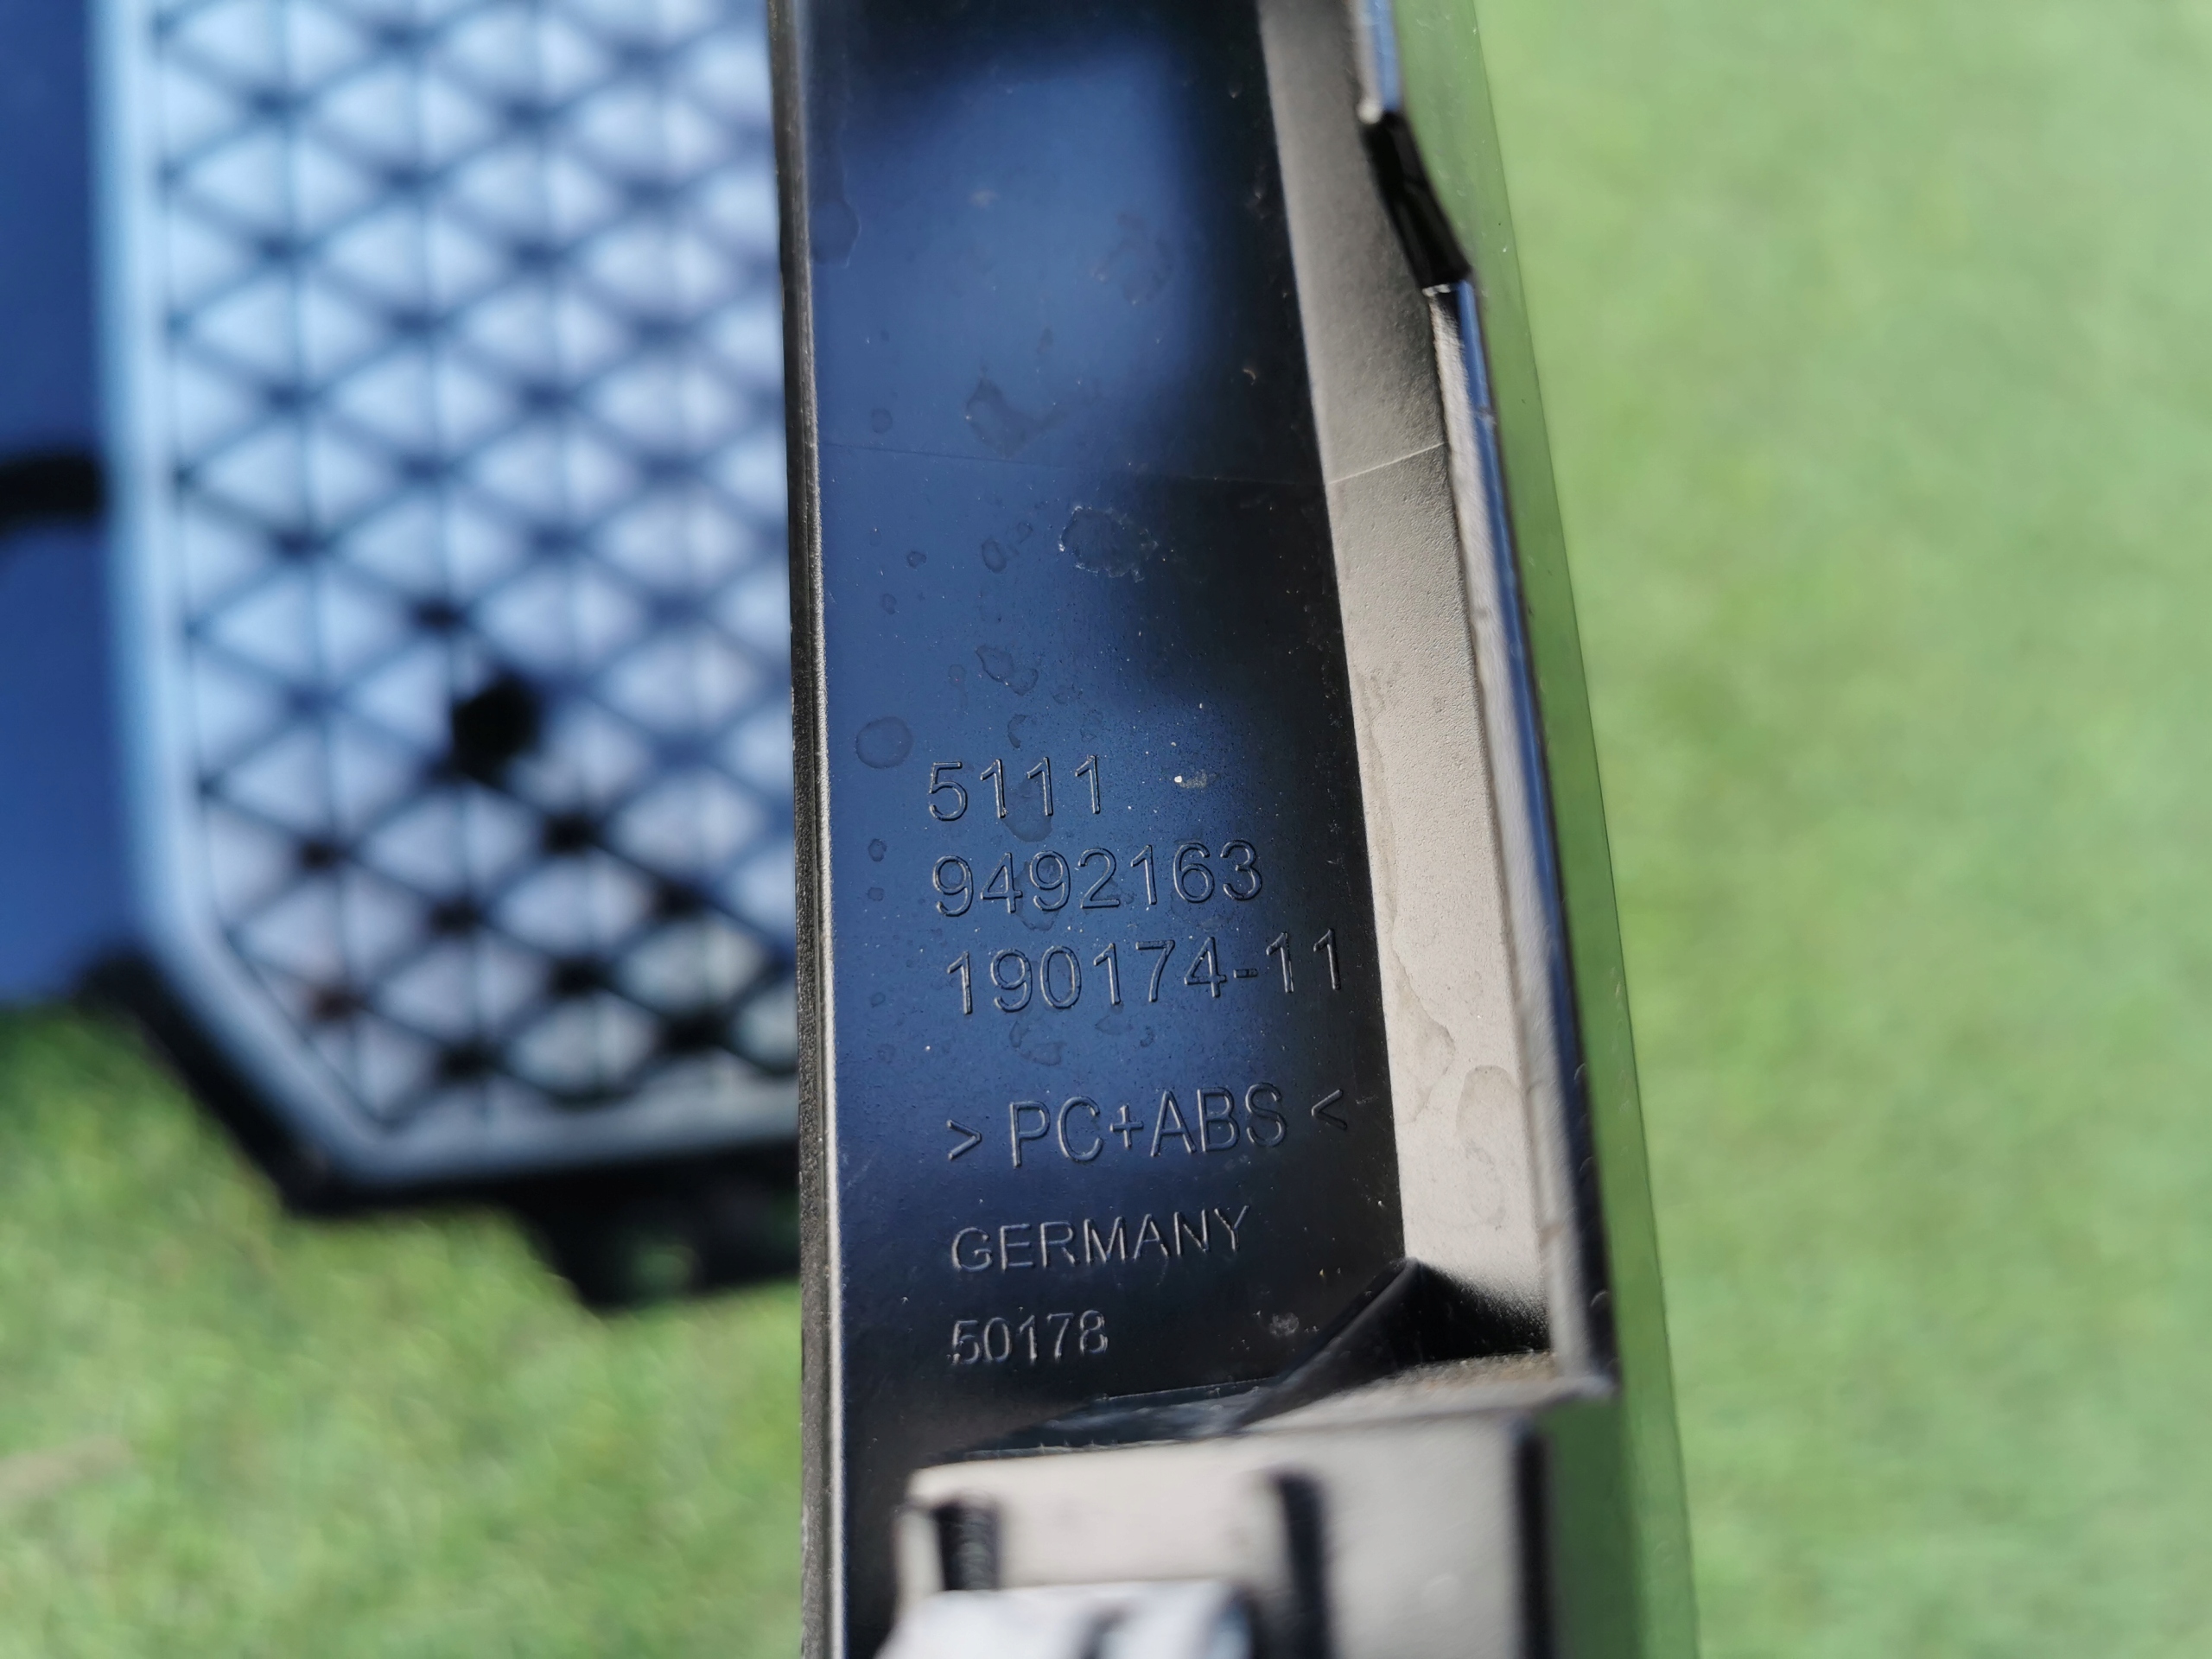 5111
9492163
190174-11
> PC+ABS <
GERMANY
50178